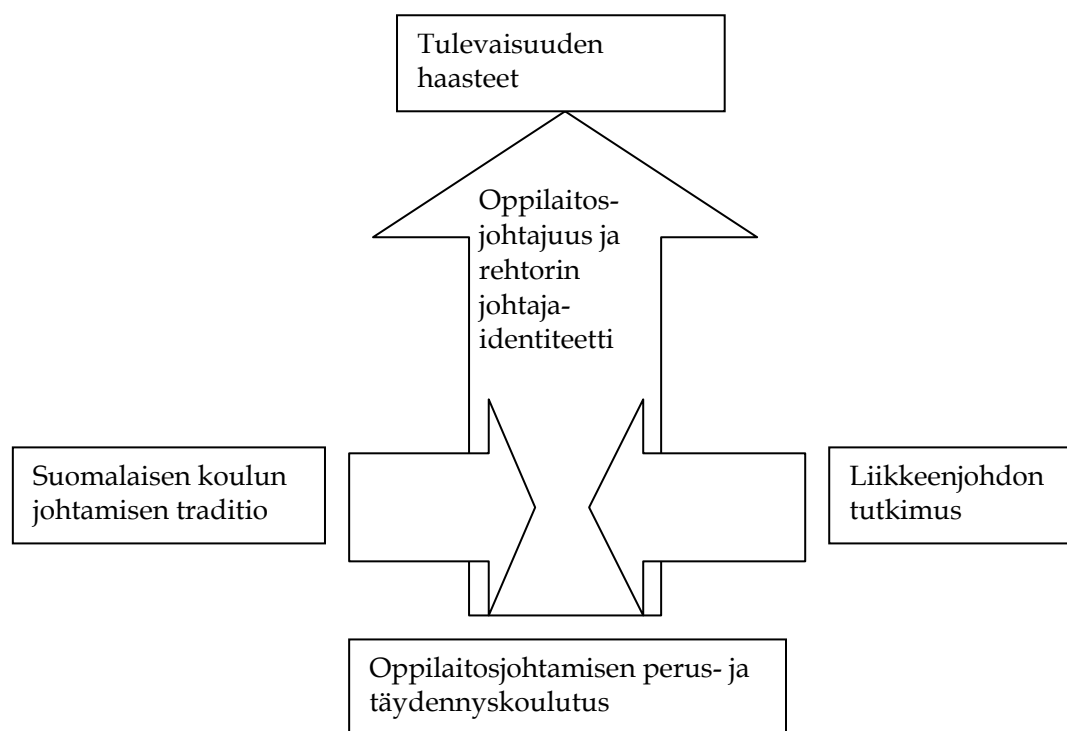 Tulevaisuuden
haasteet
Oppilaitos-
johtajuus ja
rehtorin
johtaja-
identiteetti
Suomalaisen koulun
johtamisen traditio
Liikkeenjohdon
tutkimus
Oppilaitosjohtamisen perus- ja
täydennyskoulutus